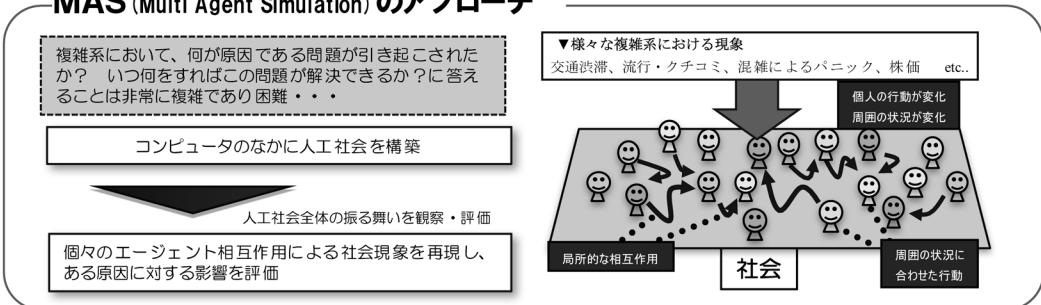 MAS (Multi Agent Simulation) のアプローチ
複雑系において、何が原因である問題が引き起こされた
か？ いつ何をすればこの問題が解決できるか？に答え
ることは非常に複雑であり困難・・・
コンピュータのなかに人工社会を構築
人工社会全体の振る舞いを観察・評価
個々のエージェント相互作用による社会現象を再現し、
ある原因に対する影響を評価
▼様々な複雑系における現象
交通渋滞、流行・クチコミ、混雑によるパニック、株価 etc..
個人の行動が変化
周囲の状況が変化
局所的な相互作用
社会
周囲の状況に
合わせた行動